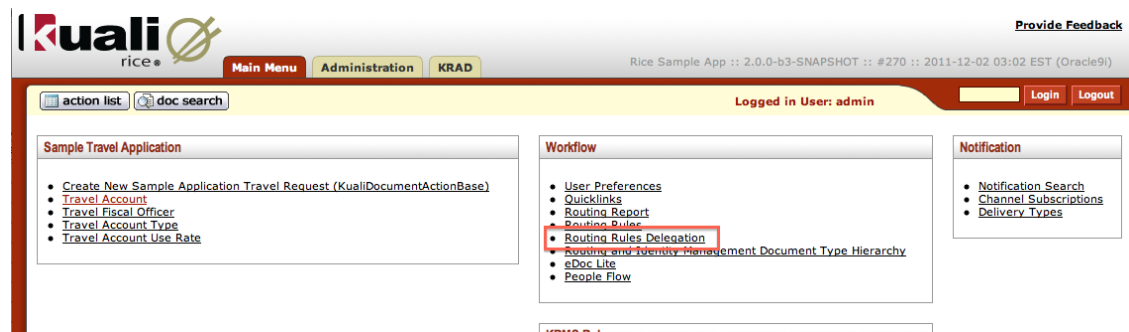 kuali
rice®
Provide Feedback
Main Menu Administration KRAD
Rice Sample App :: 2.0.0-b3-SNAPSHOT :: #270 :: 2011-12-02 03:02 EST (Oracle9i)
action list doc search
Logged in User: admin
Login Logout
Sample Travel Application
Create New Sample Application Travel Request (KualiDocumentActionBase)
Travel Account
Travel Fiscal Officer
Travel Account Type
Travel Account Use Rate
Workflow
User Preferences
Quicklinks
Routing Report
Routing Rules
Routing Rules Delegation
Routing and Identity Management Document Type Hierarchy
eDoc Lite
People Flow
Notification
Notification Search
Channel Subscriptions
Delivery Types